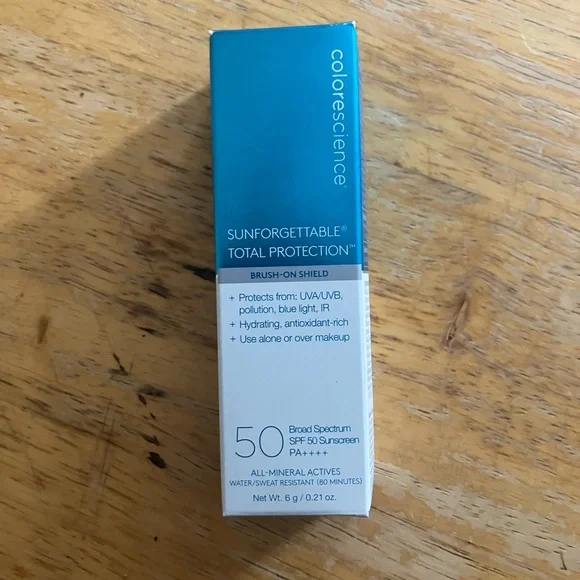 colorescience®
SUNFORGETTABLE®
TOTAL PROTECTION™
BRUSH-ON SHIELD
+ Protects from: UVA/UVB,
pollution, blue light, IR
+ Hydrating, antioxidant-rich
+ Use alone or over makeup
50
Broad Spectrum
SPF 50 Sunscreen
PA++++
ALL-MINERAL ACTIVES
WATER/SWEAT RESISTANT (80 MINUTES)
Net Wt. 6 g / 0.21 oz.